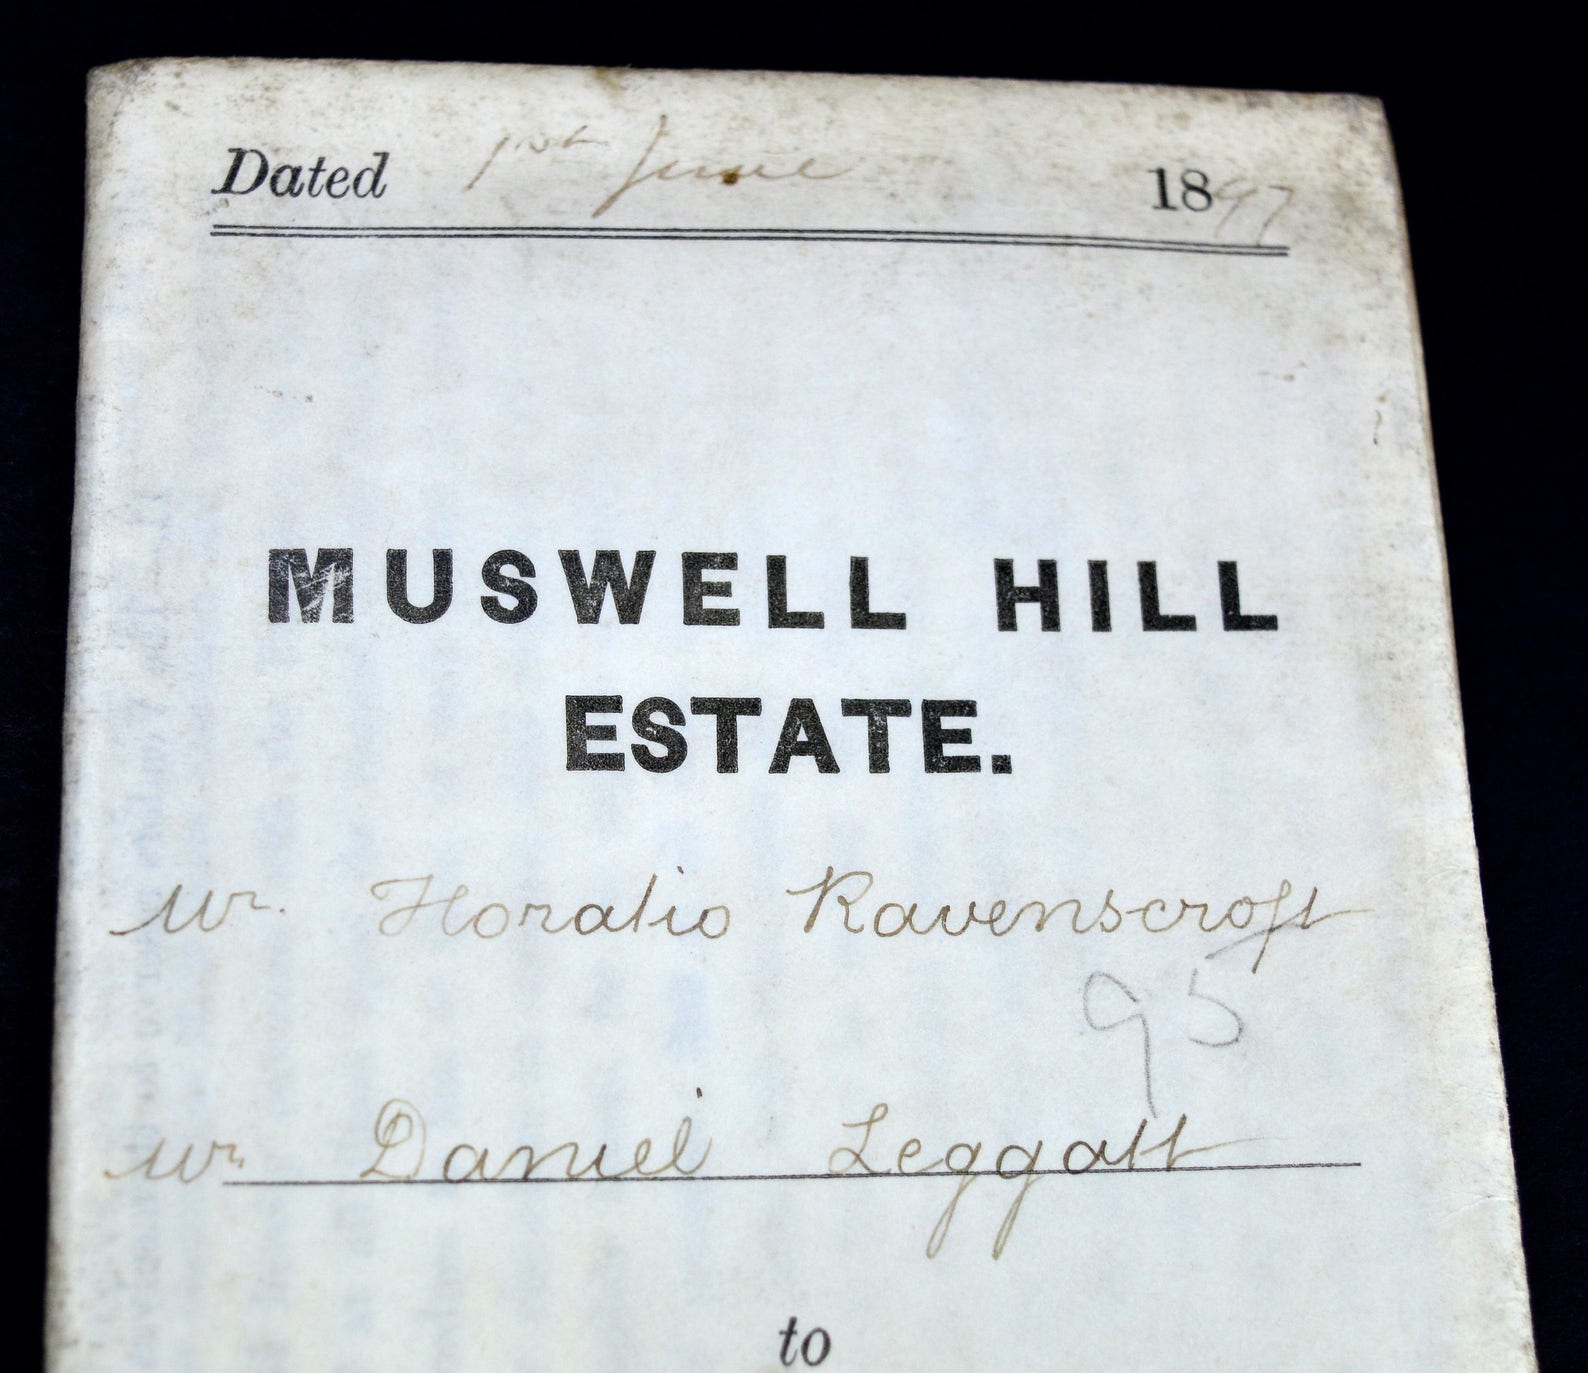 Dated 1st June 1897
MUSWELL HILL
ESTATE.
Mr. Horatio Ravenscroft
95
Mr Daniel Leggatt
to